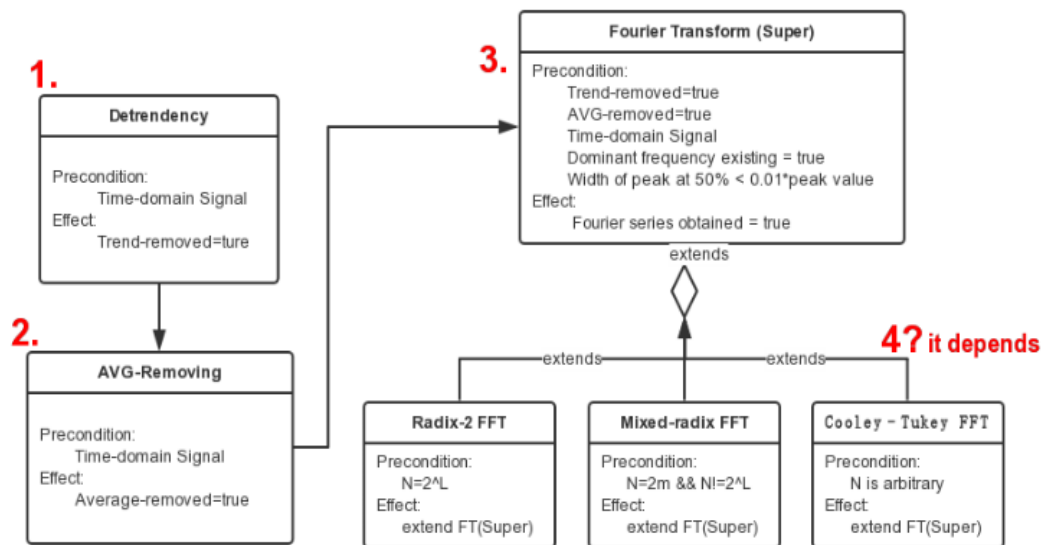 1.
Detrendency
Precondition:
Time-domain Signal
Effect:
Trend-removed=ture
2.
AVG-Removing
Precondition:
Time-domain Signal
Effect:
Average-removed=true
3.
Fourier Transform (Super)
Precondition:
Trend-removed=true
AVG-removed=true
Time-domain Signal
Dominant frequency existing = true
Width of peak at 50% < 0.01*peak value
Effect:
Fourier series obtained = true
extends
4? it depends
extends
extends
Radix-2 FFT
Precondition:
N=2^L
Effect:
extend FT(Super)
Mixed-radix FFT
Precondition:
N=2m && N!=2^L
Effect:
extend FT(Super)
Cooley-Tukey FFT
Precondition:
N is arbitrary
Effect:
extend FT(Super)